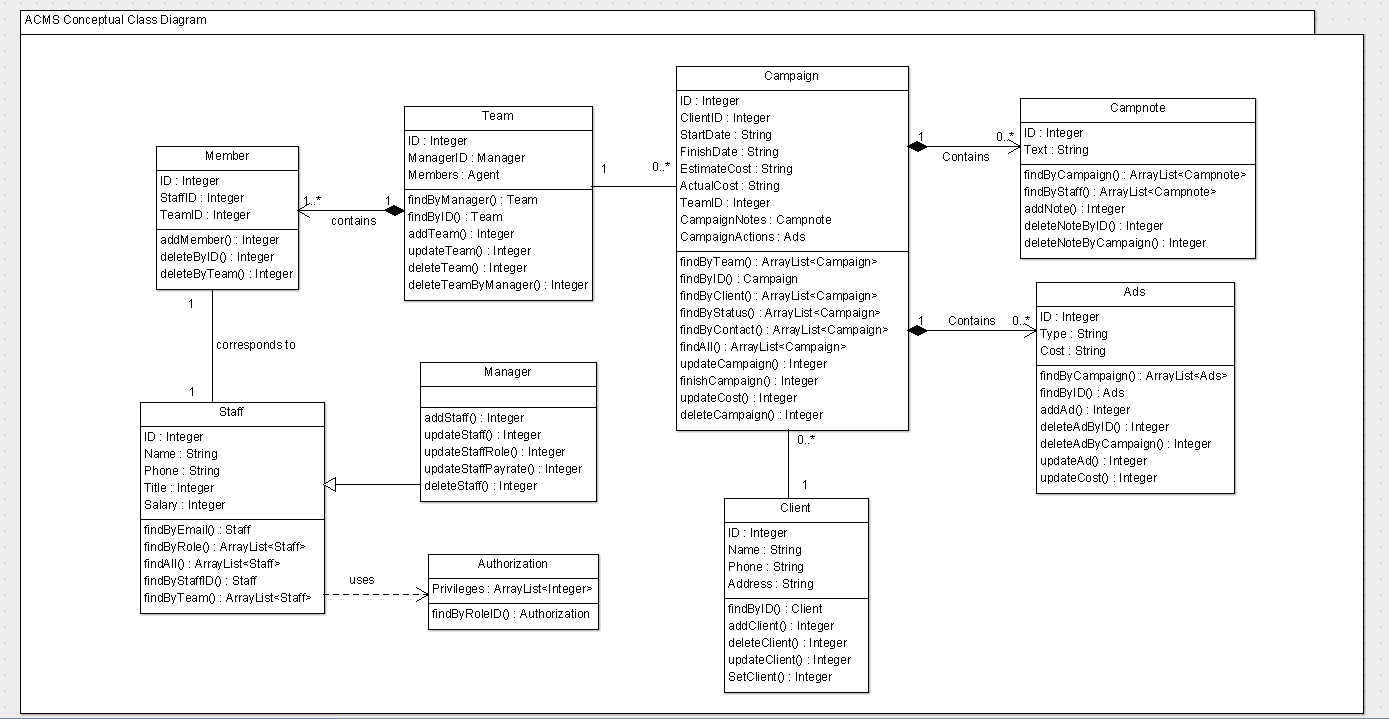 ACMS Conceptual Class Diagram
Member
ID : Integer
StaffID : Integer
TeamID : Integer
addMember() : Integer
deleteByID() : Integer
deleteByTeam() : Integer
1..*
contains
1
Team
ID : Integer
ManagerID : Manager
Members : Agent
findByManager() : Team
findByID() : Team
addTeam() : Integer
updateTeam() : Integer
deleteTeam() : Integer
deleteTeamByManager() : Integer
1
0..*
Campaign
ID : Integer
ClientID : Integer
StartDate : String
FinishDate : String
EstimateCost : String
ActualCost : String
TeamID : Integer
CampaignNotes : Campnote
CampaignActions : Ads
findByTeam() : ArrayList<Campaign>
findByID() : Campaign
findByClient() : ArrayList<Campaign>
findByStatus() : ArrayList<Campaign>
findByContact() : ArrayList<Campaign>
findAll() : ArrayList<Campaign>
updateCampaign() : Integer
finishCampaign() : Integer
updateCost() : Integer
deleteCampaign() : Integer
1
0..*
Contains
Campnote
ID : Integer
Text : String
findByCampaign() : ArrayList<Campnote>
findByStaff() : ArrayList<Campnote>
addNote() : Integer
deleteNoteByID() : Integer
deleteNoteByCampaign() : Integer
1
Contains
0..*
Ads
ID : Integer
Type : String
Cost : String
findByCampaign() : ArrayList<Ads>
findByID() : Ads
addAd() : Integer
deleteAdByID() : Integer
deleteAdByCampaign() : Integer
updateAd() : Integer
updateCost() : Integer
1
corresponds to
1
Staff
ID : Integer
Name : String
Phone : String
Title : Integer
Salary : Integer
findByEmail() : Staff
findByRole() : ArrayList<Staff>
findAll() : ArrayList<Staff>
findByStaffID() : Staff
findByTeam() : ArrayList<Staff>
Manager
addStaff() : Integer
updateStaff() : Integer
updateStaffRole() : Integer
updateStaffPayrate() : Integer
deleteStaff() : Integer
uses
Authorization
Privileges : ArrayList<Integer>
findByRoleID() : Authorization
0..*
1
Client
ID : Integer
Name : String
Phone : String
Address : String
findByID() : Client
addClient() : Integer
deleteClient() : Integer
updateClient() : Integer
SetClient() : Integer